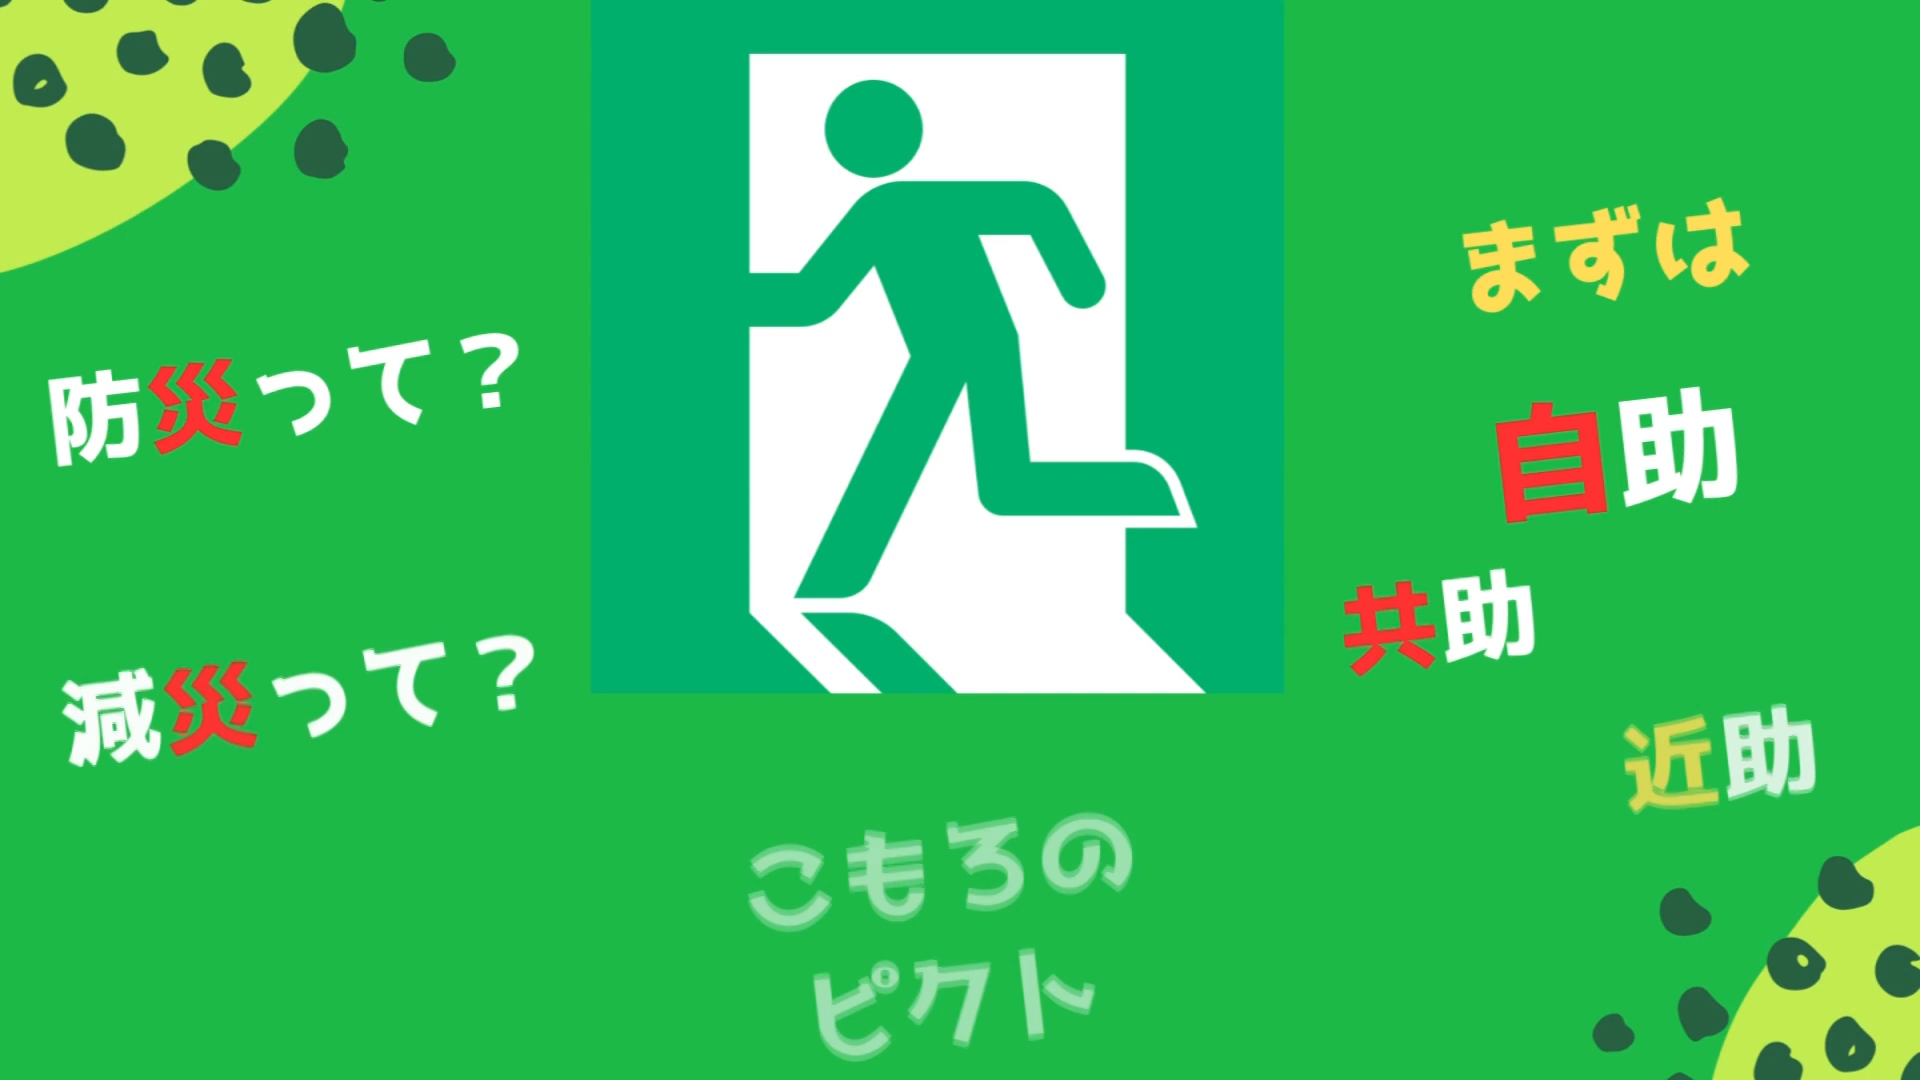 防災って?
減災って?
まずは
自助
共助
近助
こもろの
ピクト